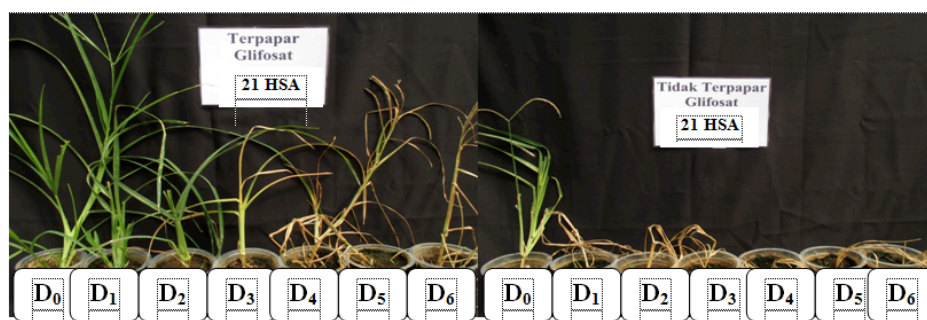 Terpapar
Glifosat
21 HSA
Tidak Terpapar
Glifosat
21 HSA
D₀ D₁ D₂ D₃ D₄ D₅ D₆ D₀ D₁ D₂ D₃ D₄ D₅ D₆